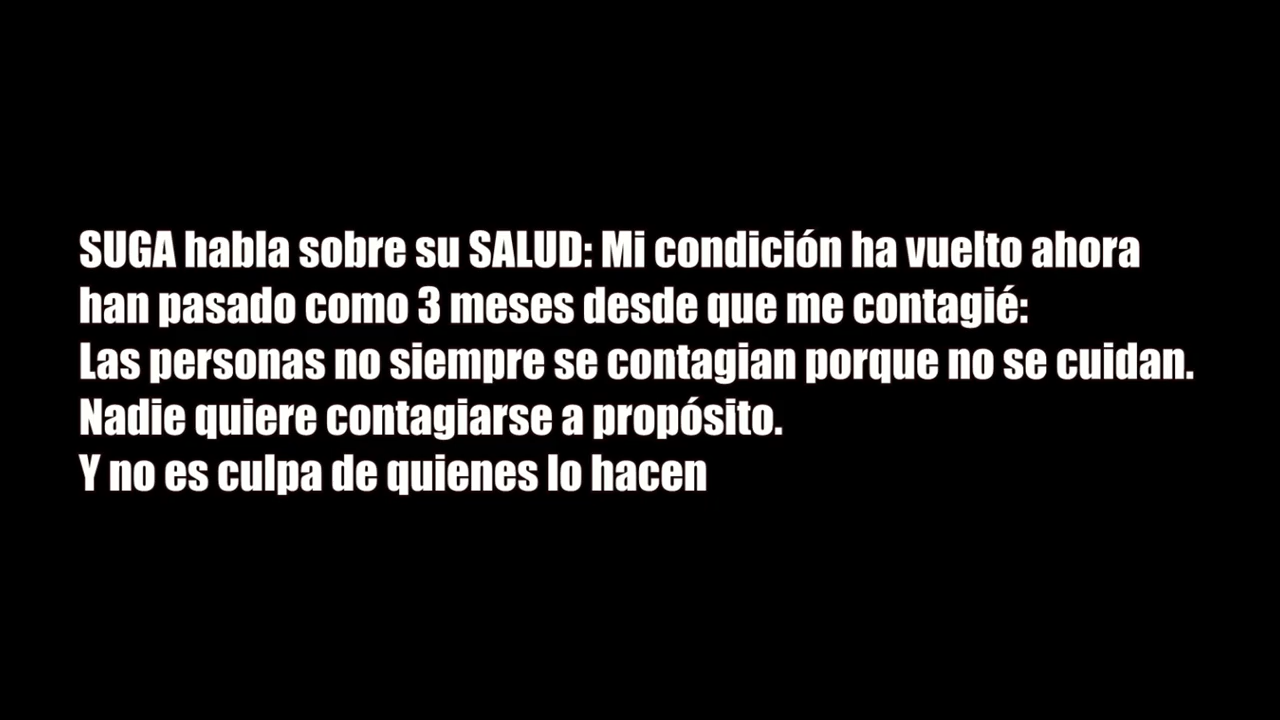 SUGA habla sobre su SALUD: Mi condición ha vuelto ahora
han pasado como 3 meses desde que me contagié:
Las personas no siempre se contagian porque no se cuidan.
Nadie quiere contagiarse a propósito.
Y no es culpa de quienes lo hacen